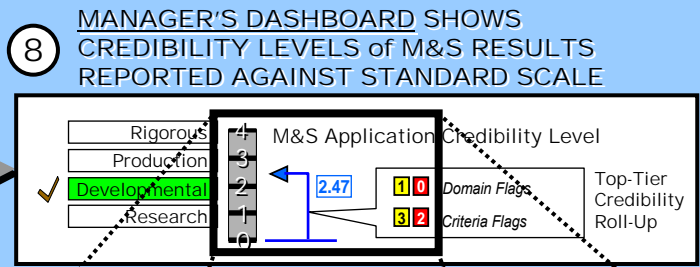 8
MANAGER'S DASHBOARD SHOWS
CREDIBILITY LEVELS of M&S RESULTS
REPORTED AGAINST STANDARD SCALE
Rigorous
Production
Developmental
Research
4
3
2
1
0
M&S Application Credibility Level
2.47
1 0 Domain Flags
3 2 Criteria Flags
Top-Tier
Credibility
Roll-Up